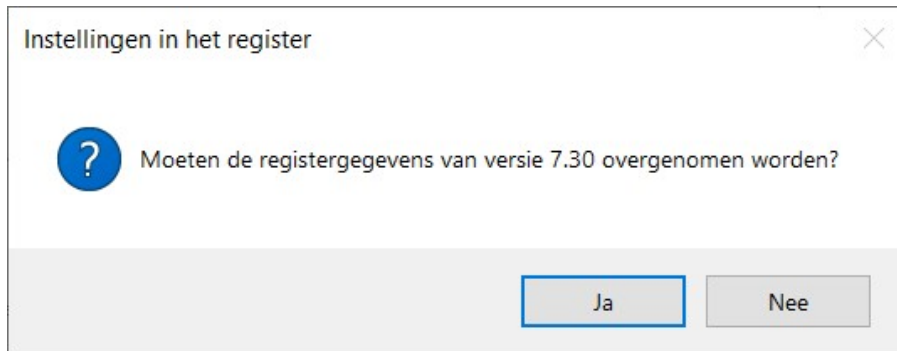 Instellingen in het register
?
Moeten de registergegevens van versie 7.30 overgenomen worden?
Ja
Nee